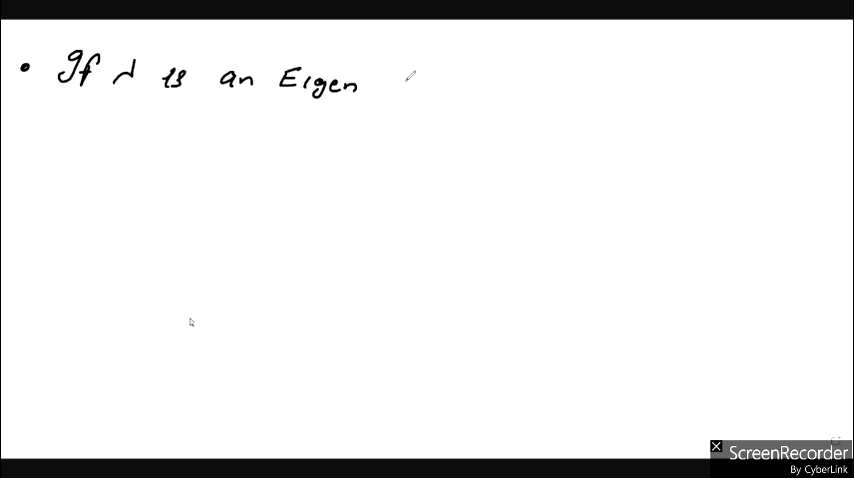 • If λ is an Eigen
ScreenRecorder
By CyberLink